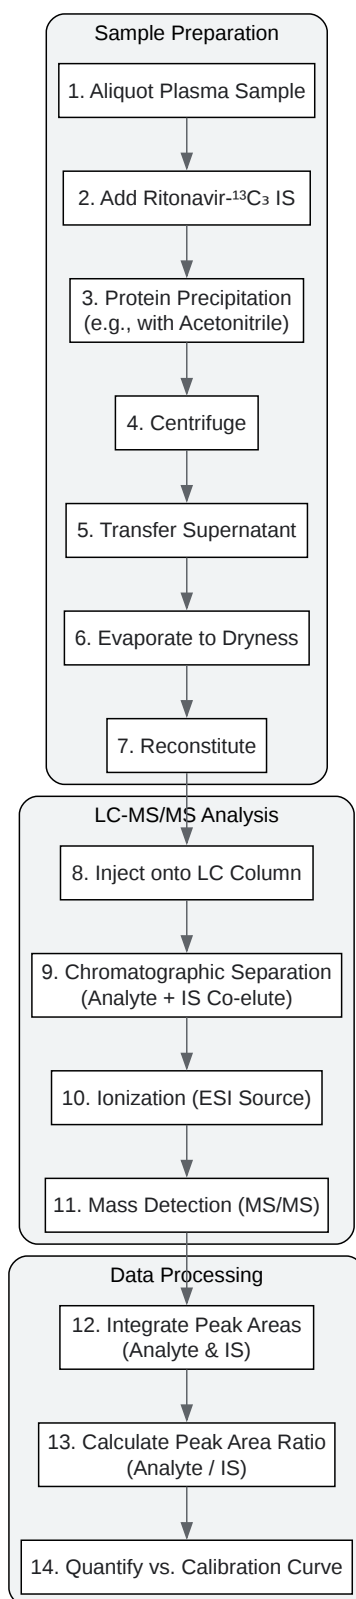 Sample Preparation
1. Aliquot Plasma Sample
2. Add Ritonavir-¹³C₃ IS
3. Protein Precipitation
(e.g., with Acetonitrile)
4. Centrifuge
5. Transfer Supernatant
6. Evaporate to Dryness
7. Reconstitute
LC-MS/MS Analysis
8. Inject onto LC Column
9. Chromatographic Separation
(Analyte + IS Co-elute)
10. Ionization (ESI Source)
11. Mass Detection (MS/MS)
Data Processing
12. Integrate Peak Areas
(Analyte & IS)
13. Calculate Peak Area Ratio
(Analyte / IS)
14. Quantify vs. Calibration Curve